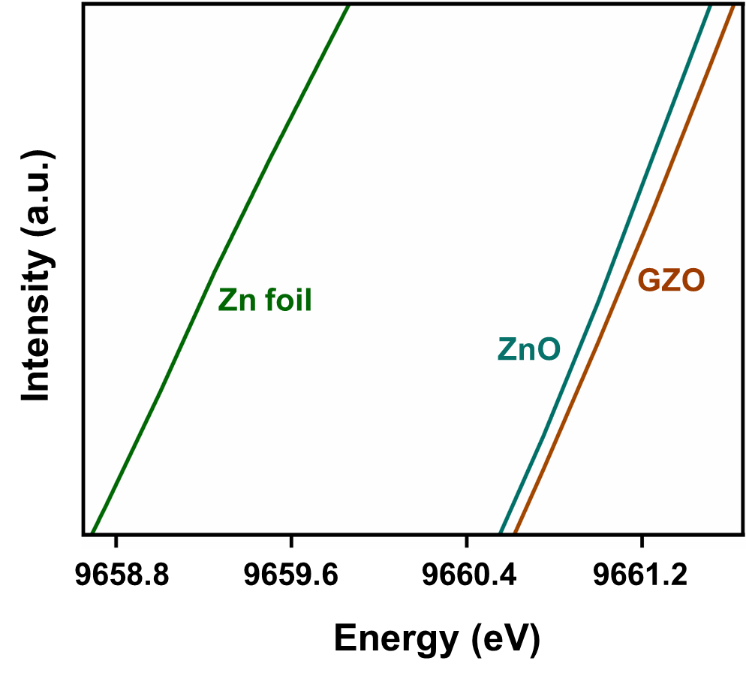 Intensity (a.u.)
Zn foil
GZO
ZnO
9658.8 9659.6 9660.4 9661.2
Energy (eV)